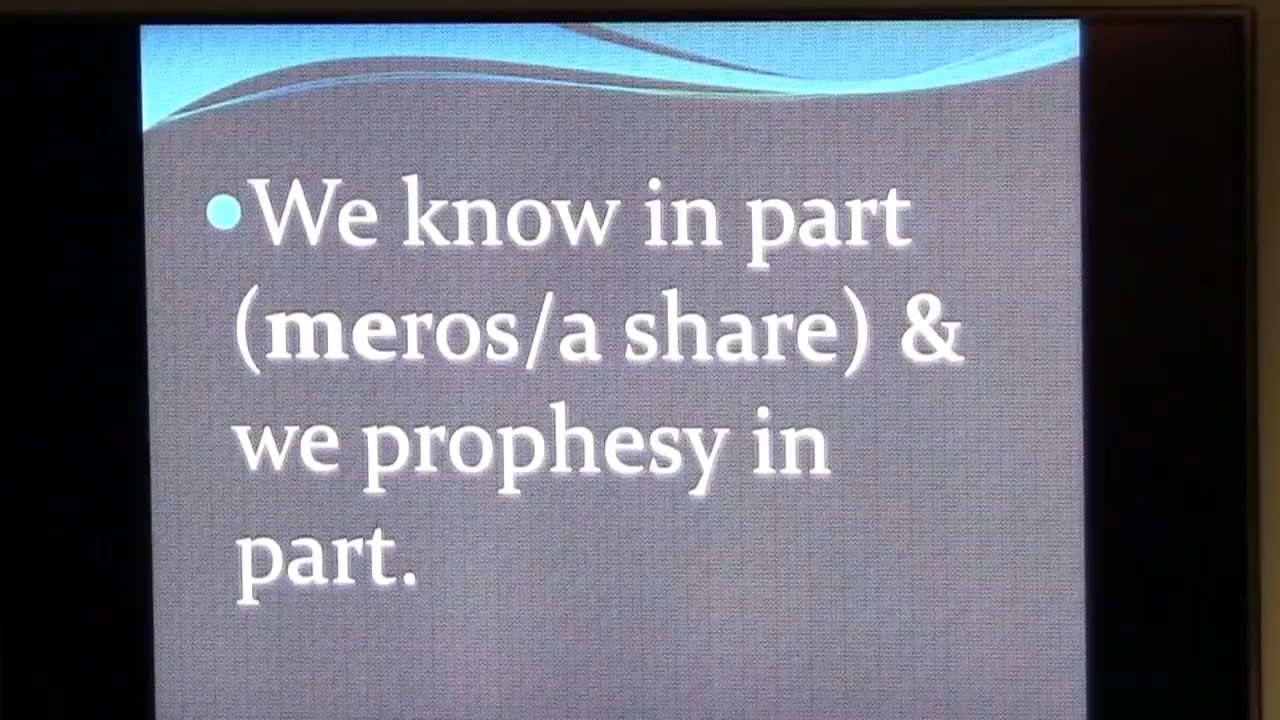 We know in part
(meros/a share) &
we prophesy in
part.